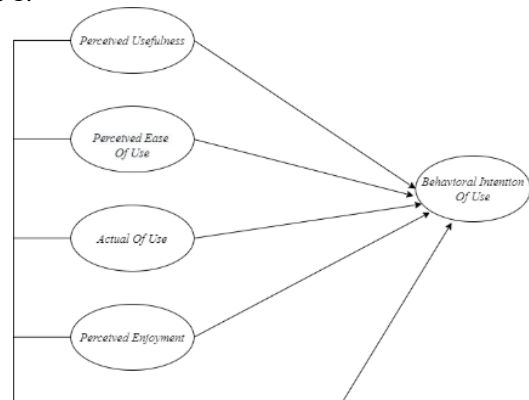 Perceived Usefulness
Perceived Ease
Of Use
Behavioral Intention
Of Use
Actual Of Use
Perceived Enjoyment